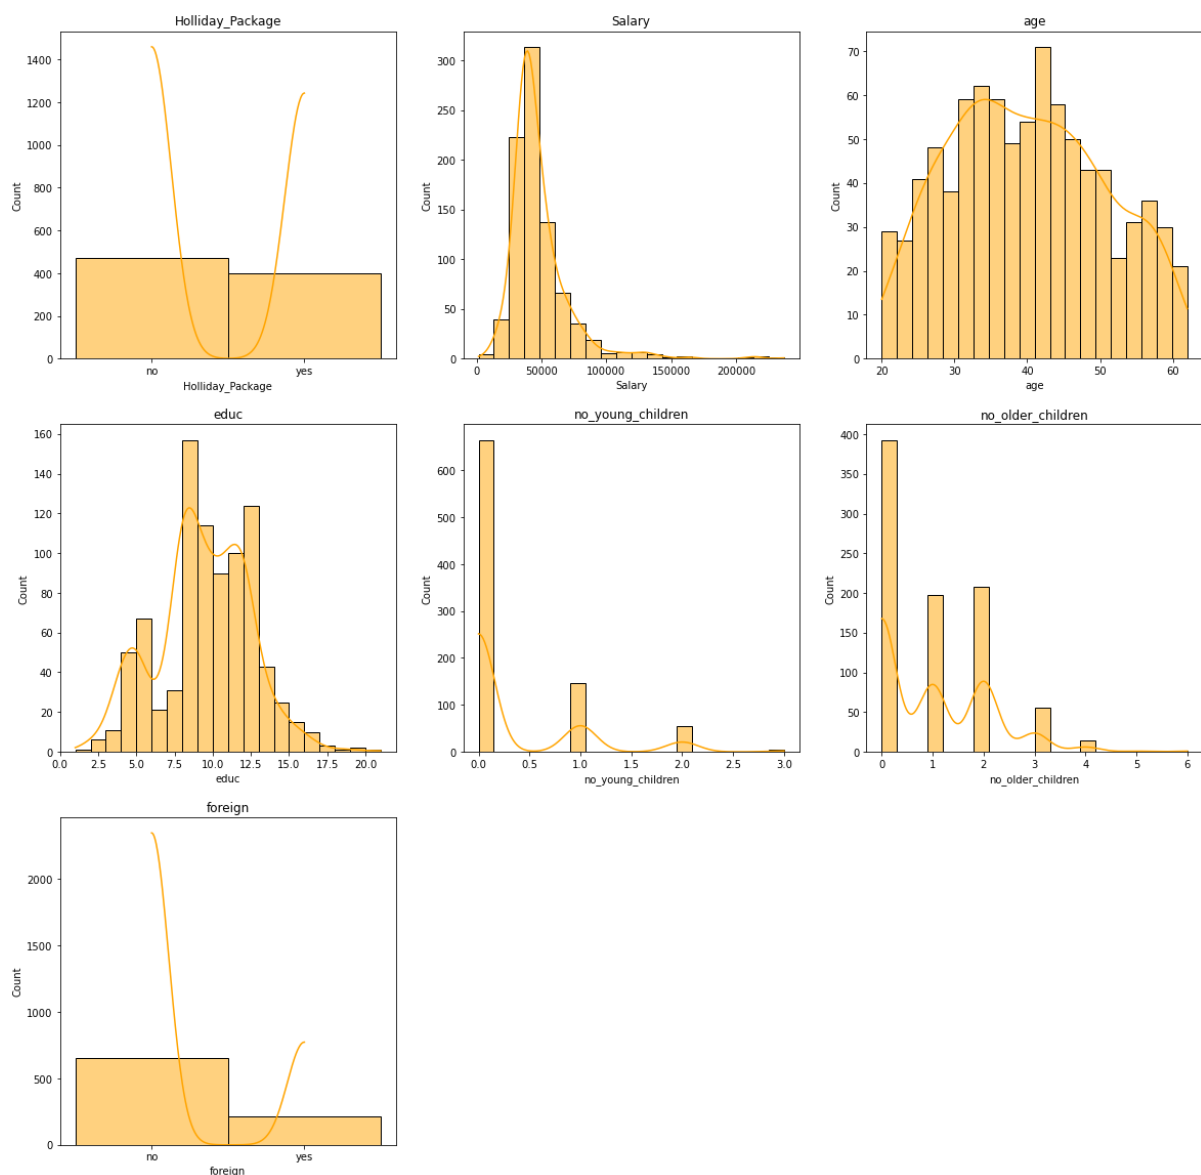 Holliday_Package
Count
1400
1200
1000
800
600
400
200
0
no yes
Holliday_Package
Salary
Count
300
250
200
150
100
50
0
0 50000 100000 150000 200000
Salary
age
Count
70
60
50
40
30
20
10
0
20 30 40 50 60
age
educ
Count
160
140
120
100
80
60
40
20
0
0.0 2.5 5.0 7.5 10.0 12.5 15.0 17.5 20.0
educ
no_young_children
Count
600
500
400
300
200
100
0
0.0 0.5 1.0 1.5 2.0 2.5 3.0
no_young_children
no_older_children
Count
400
350
300
250
200
150
100
50
0
0 1 2 3 4 5 6
no_older_children
foreign
Count
2000
1500
1000
500
0
no yes
foreign